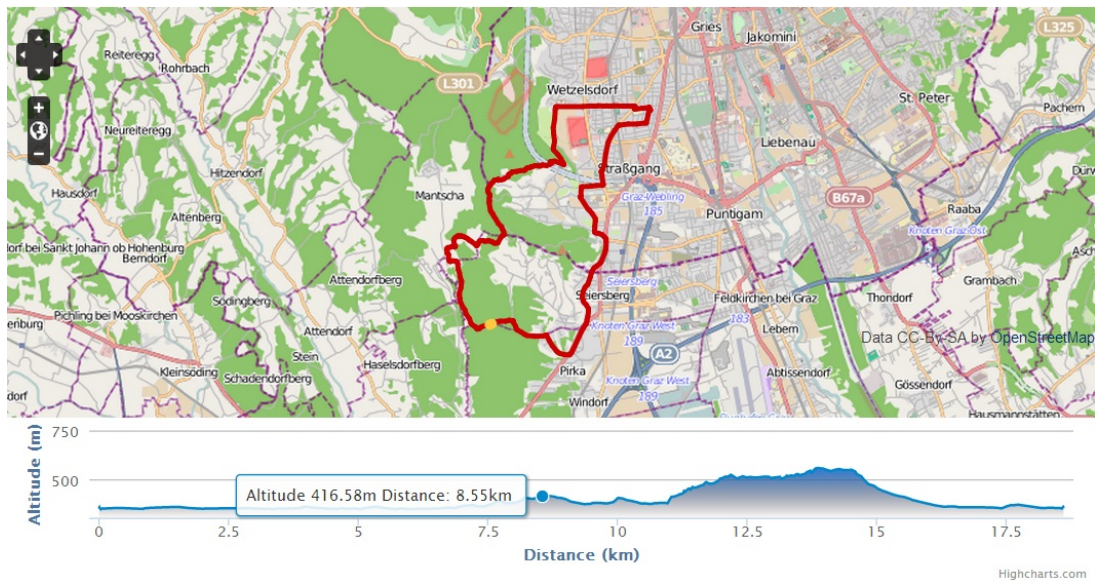 Gries
L325
Jakomini
Reiteregg
Rohrbach
L301
Wetzelsdorf
St. Peter
Pachern
Neureiteregg
Hitzendorf
Liebenau
Straßgang
Hausdorf
Mantscha
Graz-Webling
185
B67a
Altenberg
Puntigam
Raaba
Knoten Graz Ost
dorf bei Sankt Johann ob Hohenburg
Berndorf
Attendorfberg
Seiersberg
Grambach
Södingberg
Seiersberg
Feldkirchen bei Graz
Thondorf
Pichling bei Mooskirchen
Attendorf
Knoten Graz West
189
183
Lebern
Data CC-By-SA by OpenStreetMap
Stein
Haselsdorfberg
A2
Kleinsöding
Schadendorfberg
Pirka
Knoten Graz West
189
Abtissendorf
Gössendorf
Windorf
Hausmannstätten
750
500
Altitude (m)
Altitude 416.58m Distance: 8.55km
0
2.5
5
7.5
10
12.5
15
17.5
Distance (km)
Highcharts.com